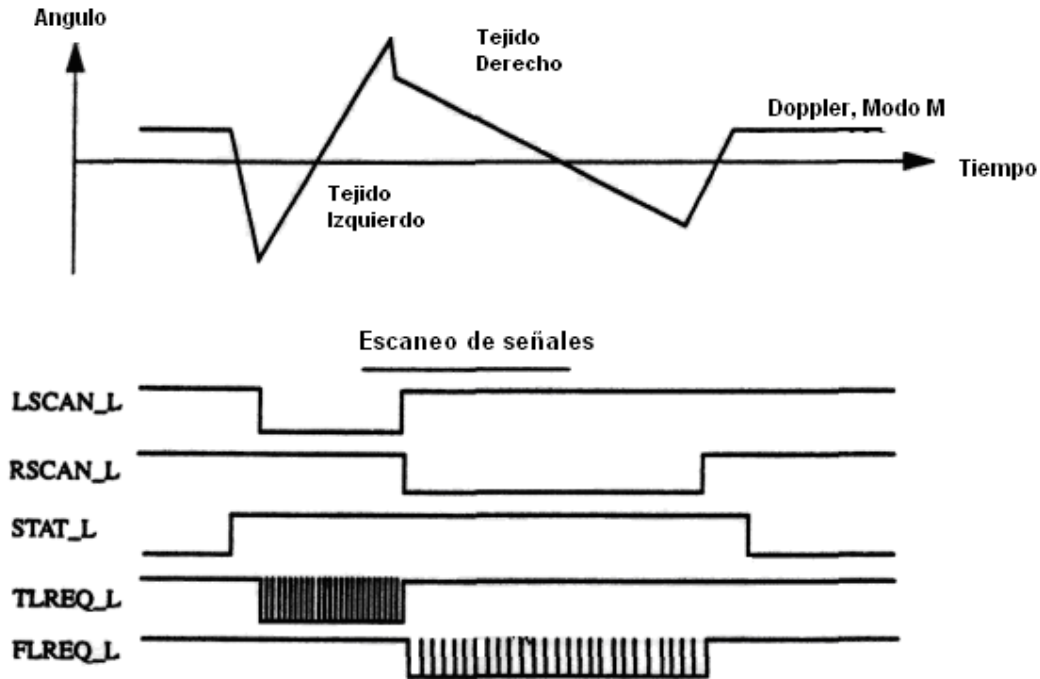 Angulo
Tejido
Derecho
Doppler, Modo M
Tiempo
Tejido
Izquierdo
Escaneo de señales
LSCAN_L
RSCAN_L
STAT_L
TLREQ_L
FLREQ_L